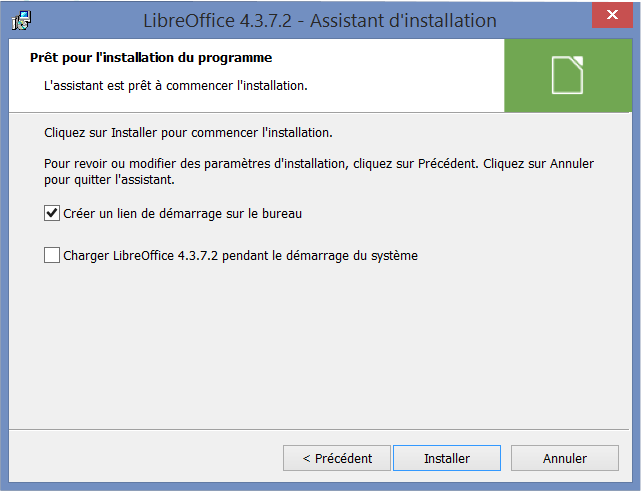 LibreOffice 4.3.7.2 - Assistant d'installation
Prêt pour l'installation du programme
L'assistant est prêt à commencer l'installation.
Cliquez sur Installer pour commencer l'installation.
Pour revoir ou modifier des paramètres d'installation, cliquez sur Précédent. Cliquez sur Annuler
pour quitter l'assistant.
Créer un lien de démarrage sur le bureau
Charger LibreOffice 4.3.7.2 pendant le démarrage du système
< Précédent
Installer
Annuler